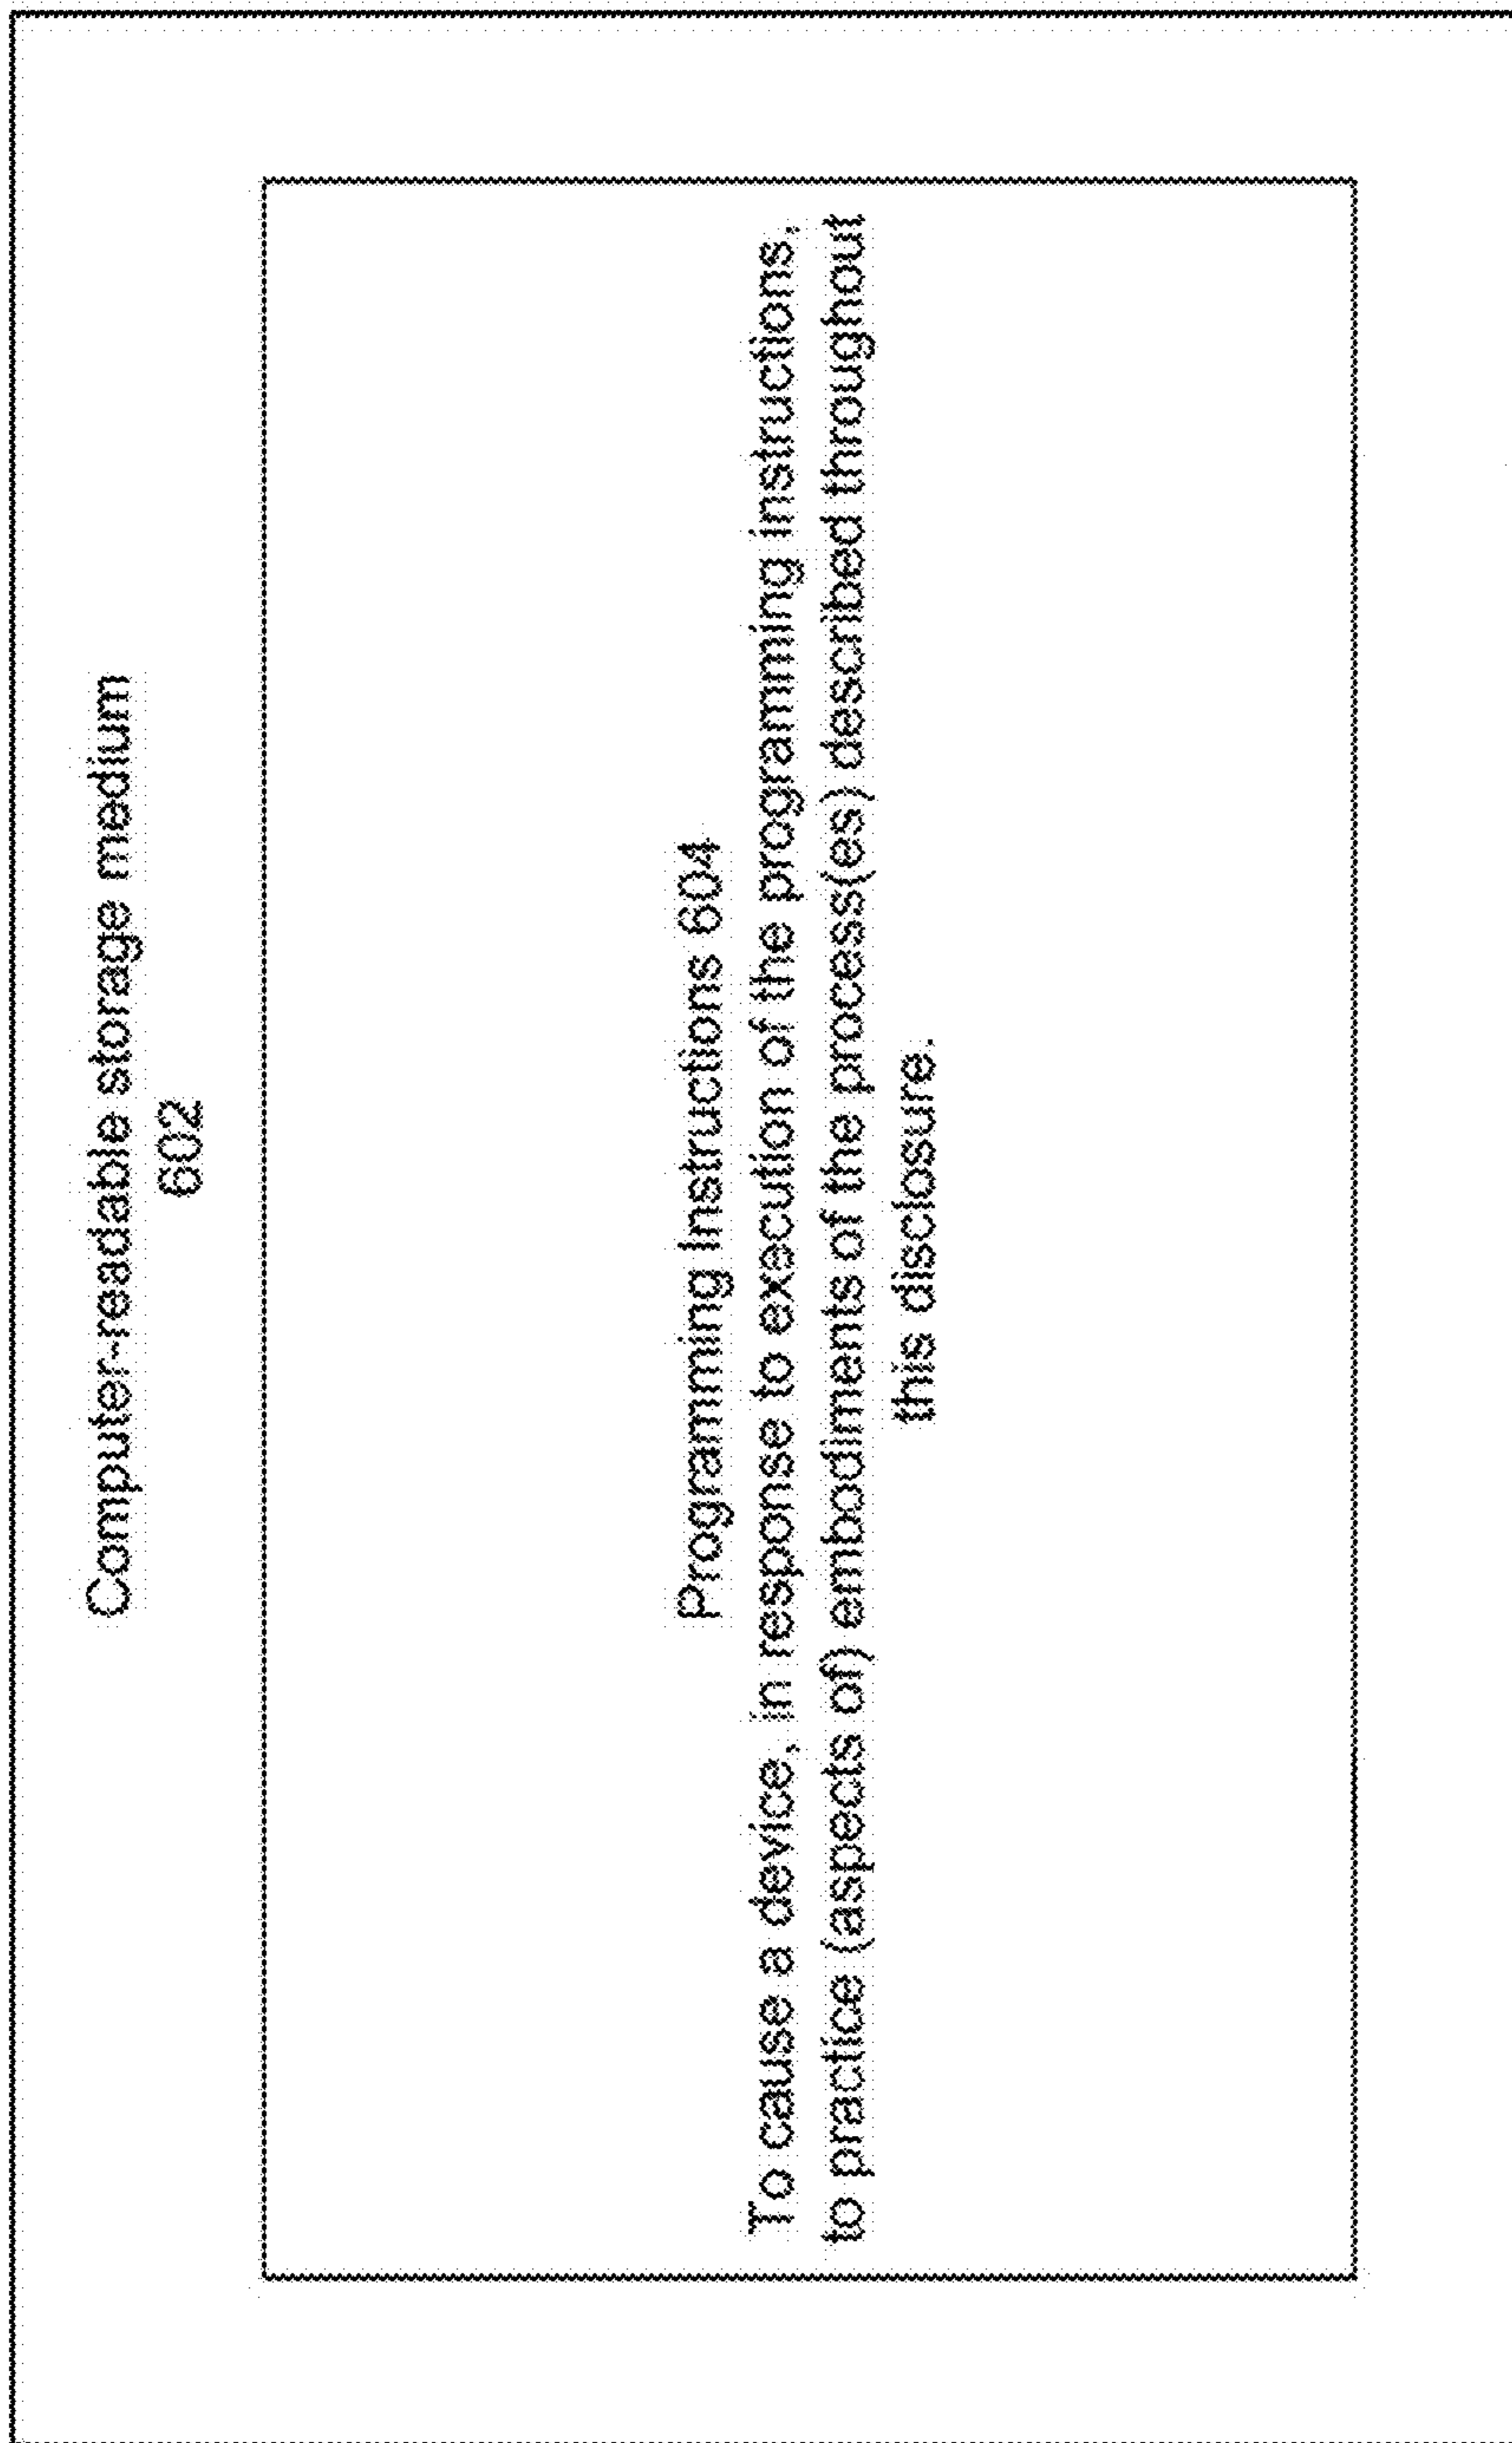 Computer-readable storage medium
602
Programming Instructions 604
To cause a device, in response to execution of the programming instructions,
to practice (aspects of) embodiments of the process(es) described throughout
this disclosure.